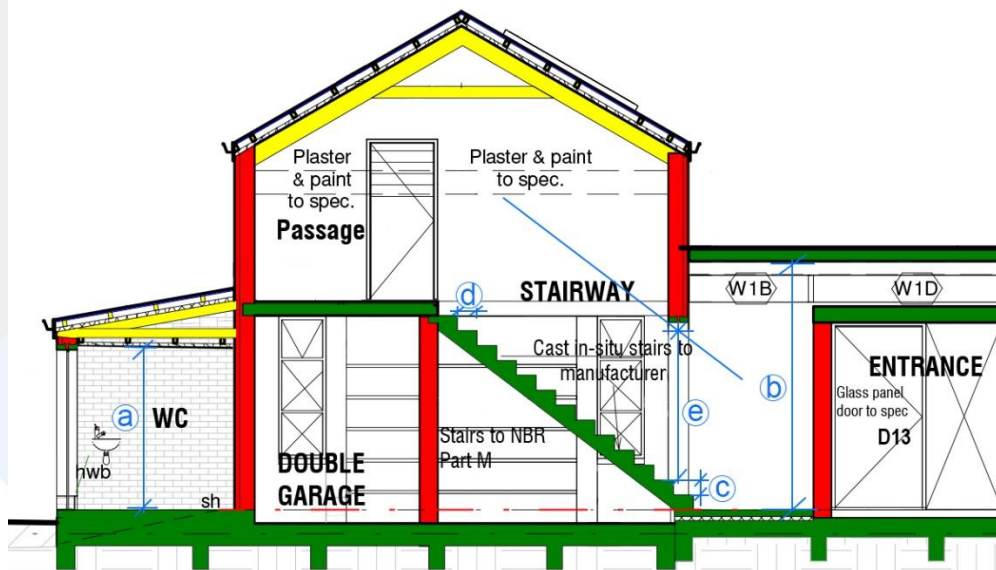 Plaster
& paint
to spec.
Plaster & paint
to spec.
Passage
W1B
W1D
d
STAIRWAY
Cast in-situ stairs to
manufacturer
ENTRANCE
b
Glass panel
door to spec
D13
a
WC
e
Stairs to NBR
Part M
hwb
DOUBLE
GARAGE
c
sh